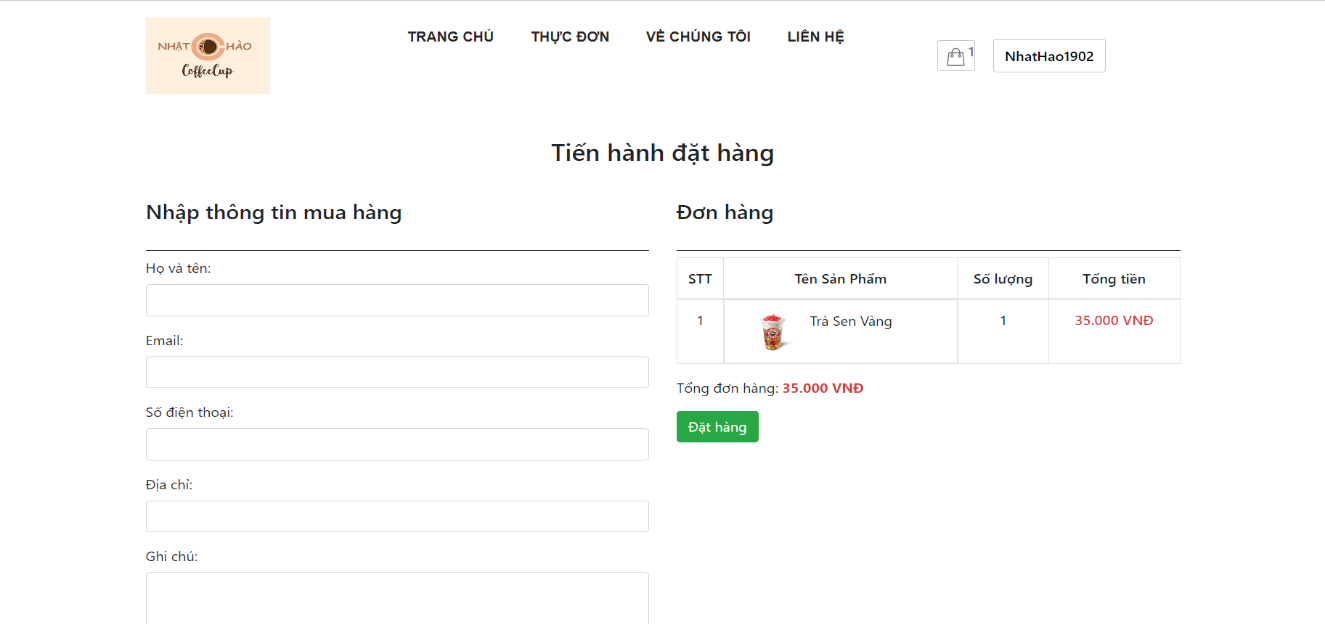 NHẬT HÀO
CoffeeCup
TRANG CHỦ THỰC ĐƠN VỀ CHÚNG TÔI LIÊN HỆ
1
NhatHao1902
Tiến hành đặt hàng
Nhập thông tin mua hàng
Họ và tên:
Email:
Số điện thoại:
Địa chỉ:
Ghi chú:
Đơn hàng
STT Tên Sản Phẩm Số lượng Tổng tiền
1 Trà Sen Vàng 1 35.000 VNĐ
Tổng đơn hàng: 35.000 VNĐ
Đặt hàng